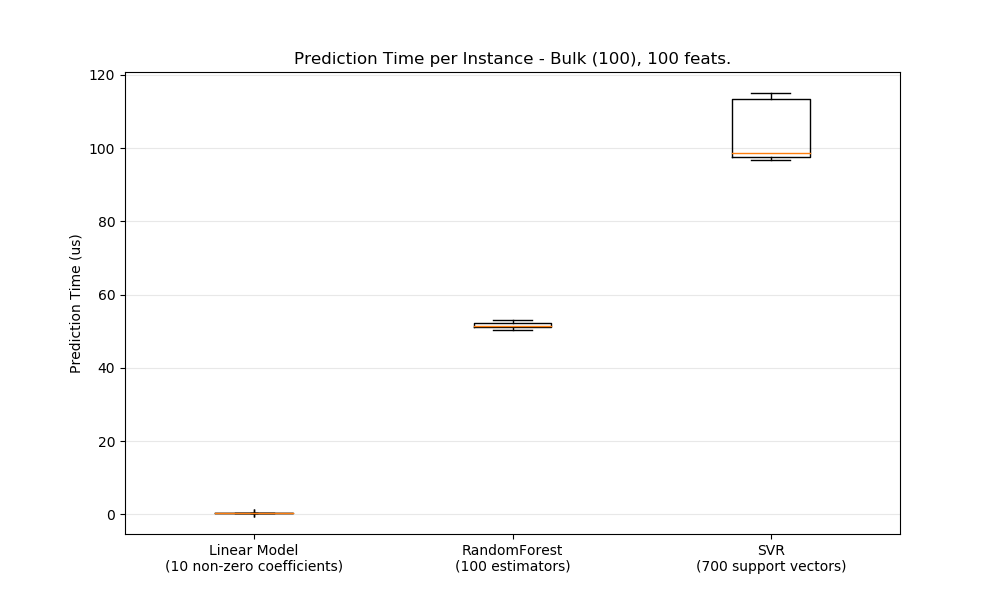 Prediction Time per Instance - Bulk (100), 100 feats.
120
100
80
60
40
20
0
Prediction Time (us)
Linear Model
(10 non-zero coefficients)
RandomForest
(100 estimators)
SVR
(700 support vectors)